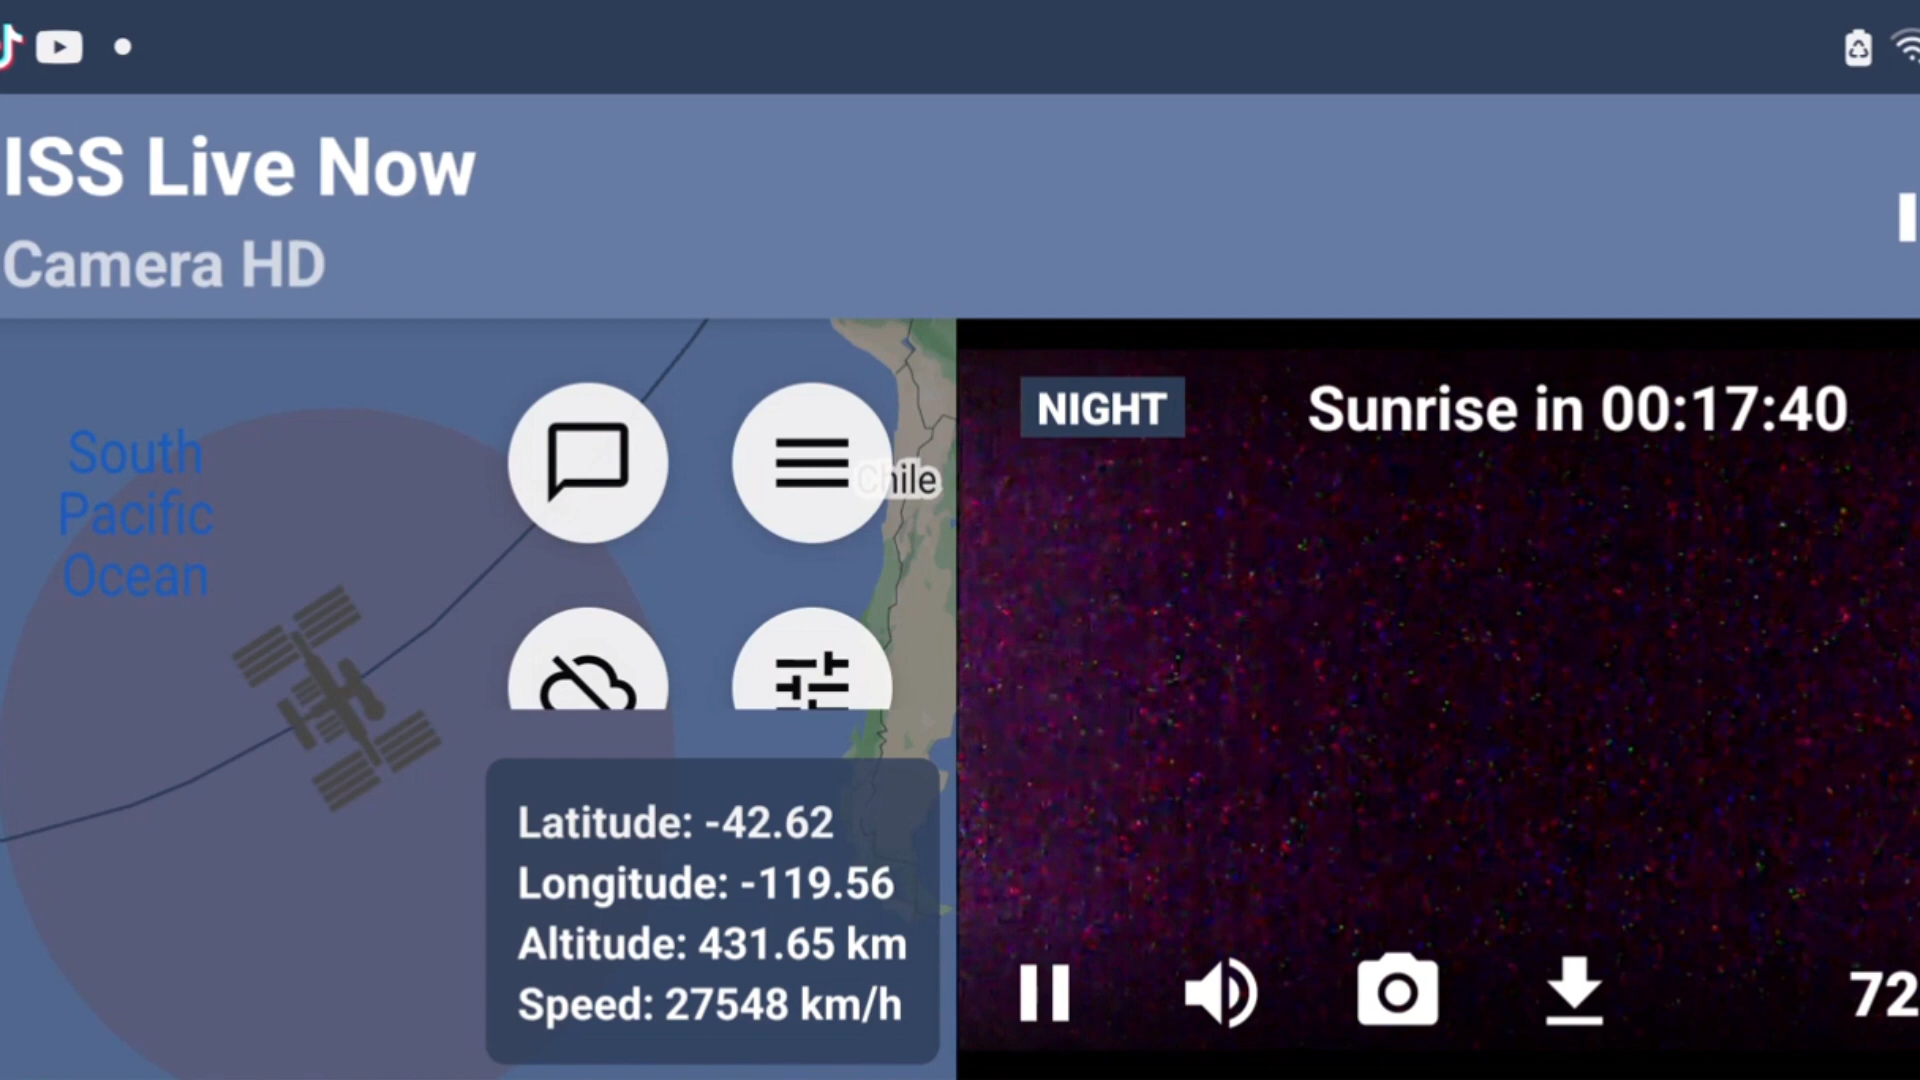 ISS Live Now
Camera HD
South
Pacific
Ocean
Chile
Latitude: -42.62
Longitude: -119.56
Altitude: 431.65 km
Speed: 27548 km/h
NIGHT
Sunrise in 00:17:40
72